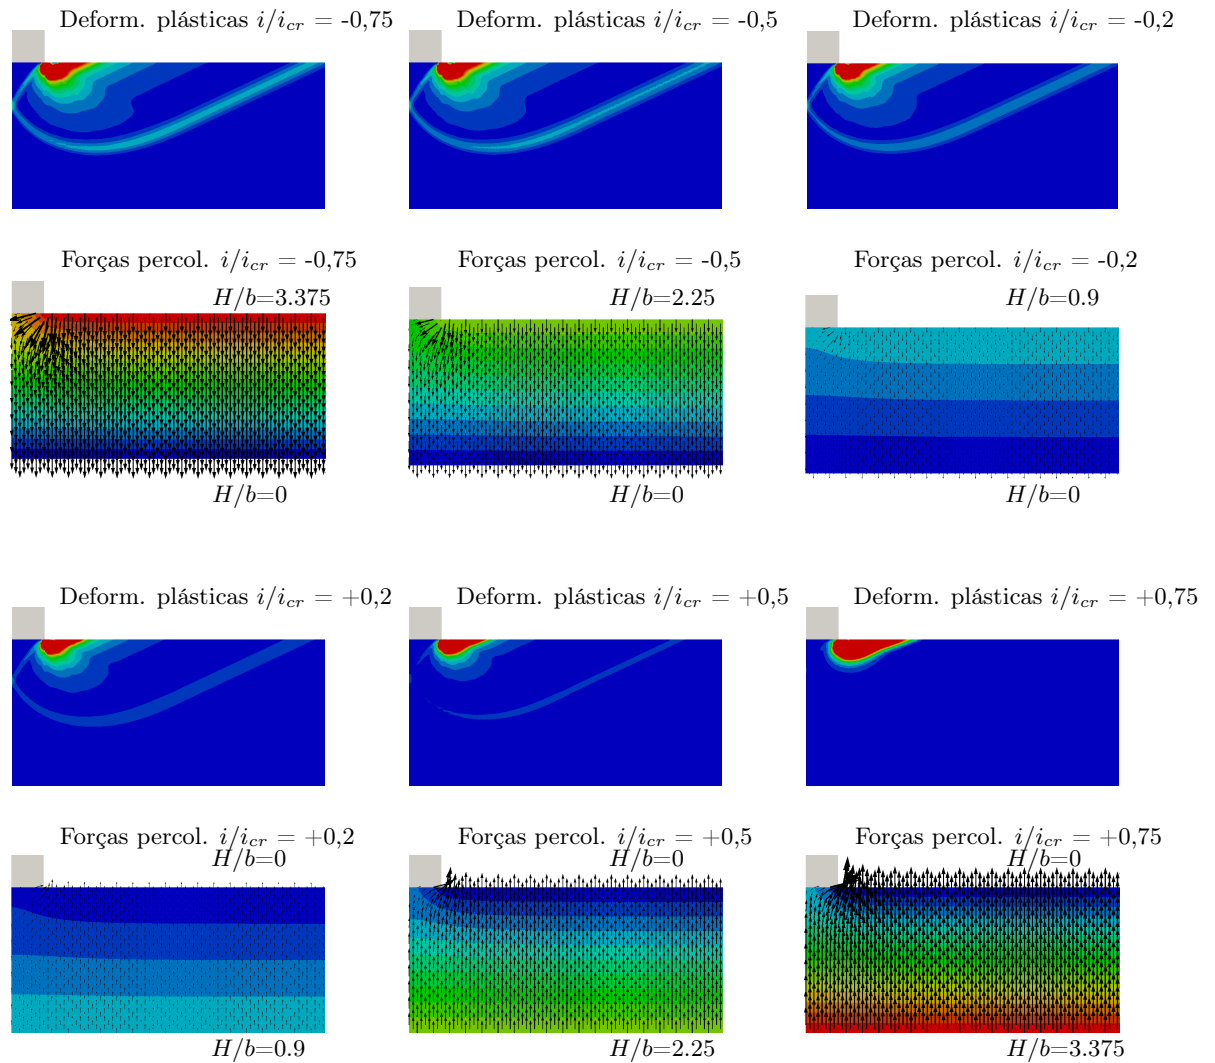 Deform. plásticas i/i_cr = -0,75
Deform. plásticas i/i_cr = -0,5
Deform. plásticas i/i_cr = -0,2
Forças percol. i/i_cr = -0,75
Forças percol. i/i_cr = -0,5
Forças percol. i/i_cr = -0,2
H/b=3.375
H/b=2.25
H/b=0.9
H/b=0
H/b=0
H/b=0
Deform. plásticas i/i_cr = +0,2
Deform. plásticas i/i_cr = +0,5
Deform. plásticas i/i_cr = +0,75
Forças percol. i/i_cr = +0,2
Forças percol. i/i_cr = +0,5
Forças percol. i/i_cr = +0,75
H/b=0
H/b=0
H/b=0
H/b=0.9
H/b=2.25
H/b=3.375